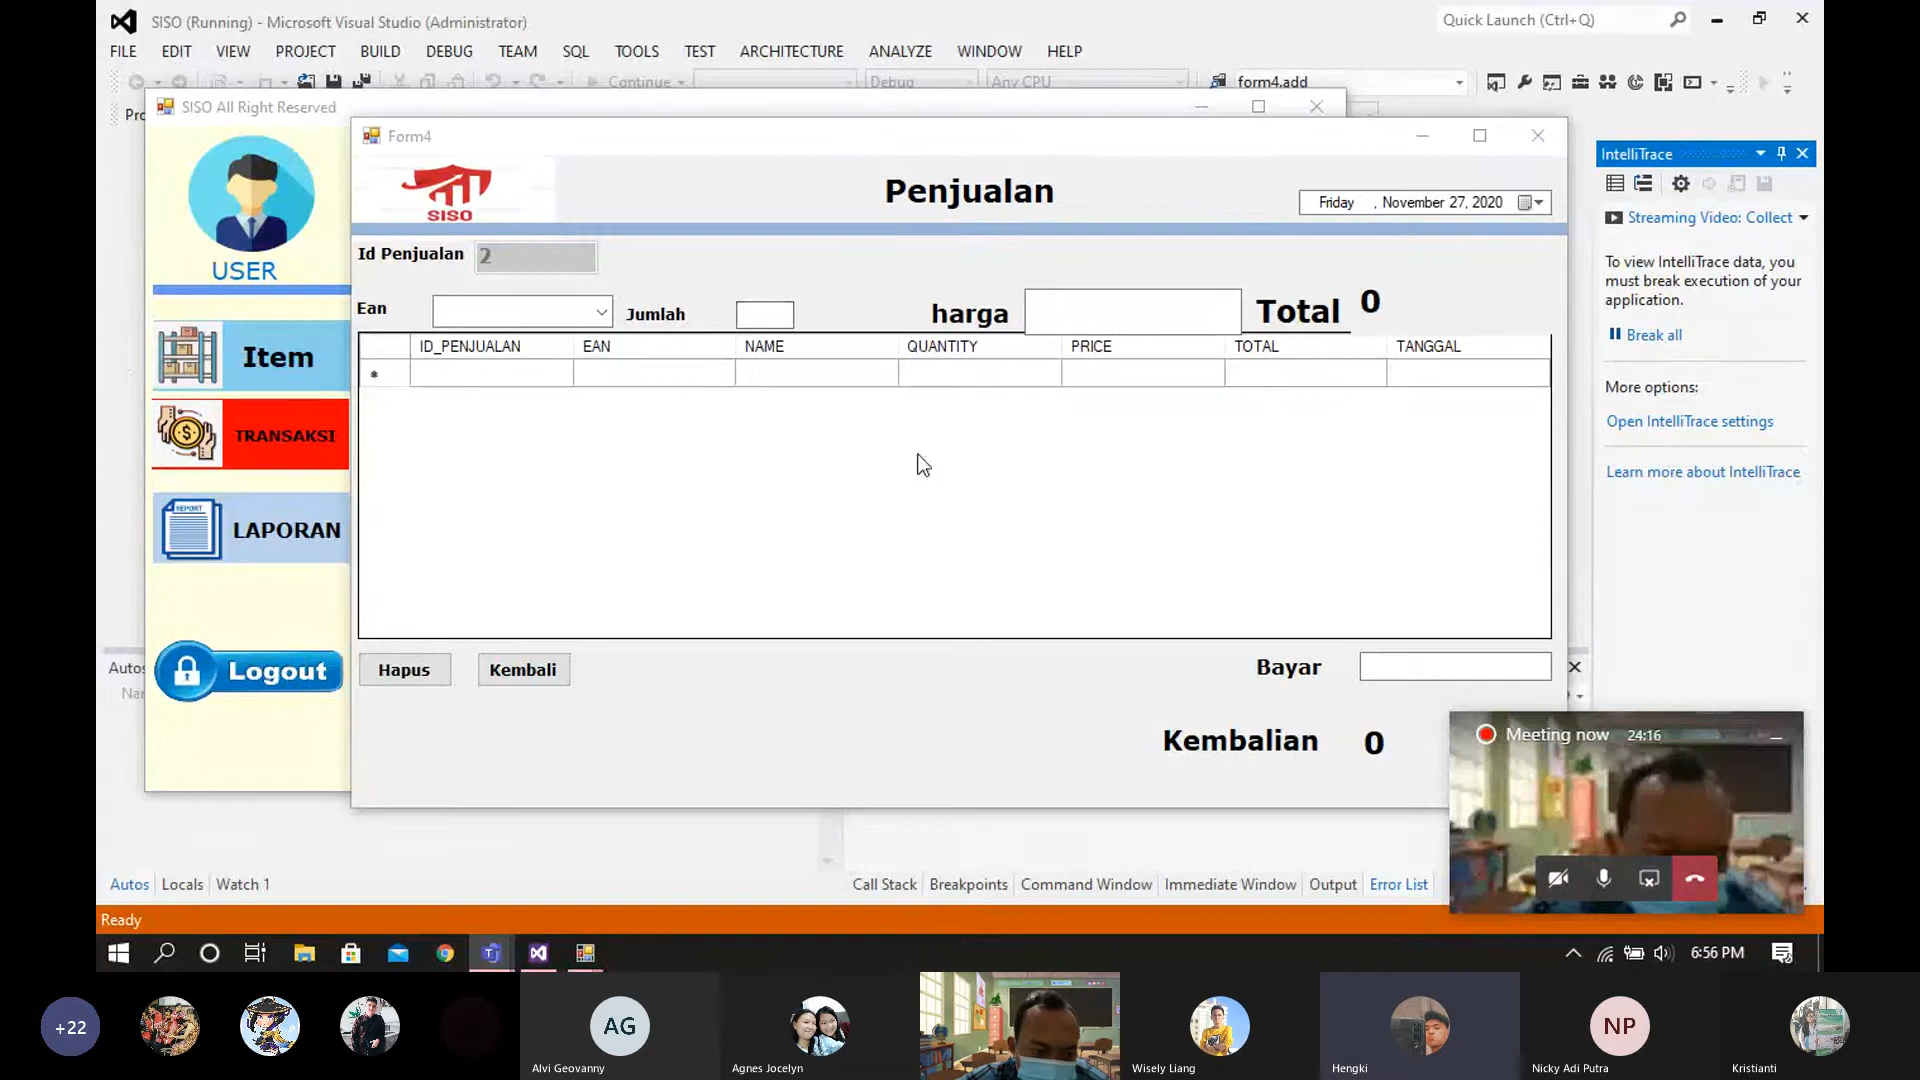 SISO (Running) - Microsoft Visual Studio (Administrator)
Quick Launch (Ctrl+Q)
FILE EDIT VIEW PROJECT BUILD DEBUG TEAM SQL TOOLS TEST ARCHITECTURE ANALYZE WINDOW HELP
Continue Debug Any CPU form4.add
SISO All Right Reserved
Form4
SISO
Penjualan
Friday , November 27, 2020
USER
Id Penjualan 2
Ean Jumlah harga Total 0
ID_PENJUALAN EAN NAME QUANTITY PRICE TOTAL TANGGAL
Item
TRANSAKSI
REPORT
LAPORAN
Logout
Hapus Kembali Bayar
Kembalian 0
IntelliTrace
Streaming Video: Collect
To view IntelliTrace data, you
must break execution of your
application.
Break all
More options:
Open IntelliTrace settings
Learn more about IntelliTrace
Meeting now 24:16
Autos Locals Watch 1
Call Stack Breakpoints Command Window Immediate Window Output Error List
Ready
6:56 PM
+22
AG
NP
Alvi Geovanny
Agnes Jocelyn
Wisely Liang
Hengki
Nicky Adi Putra
Kristianti